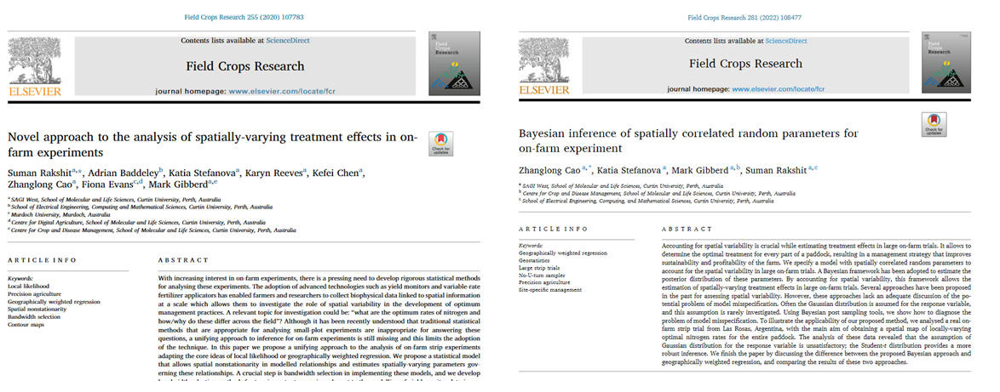 Field Crops Research 255 (2020) 107783
Contents lists available at ScienceDirect
Field Crops Research
journal homepage: www.elsevier.com/locate/fcr
ELSEVIER
Field
Crops
Research
Novel approach to the analysis of spatially-varying treatment effects in on-
farm experiments
Check for
updates
Suman Rakshita,*, Adrian Baddeleyb, Katia Stefanovaa, Karyn Reevesa, Kefei Chena,
Zhanglong Caoa, Fiona Evansc,d, Mark Gibberda,e
a SAGI West, School of Molecular and Life Sciences, Curtin University, Perth, Australia
b School of Electrical Engineering, Computing and Mathematical Sciences, Curtin University, Perth, Australia
c Murdoch University, Murdoch, Australia
d Centre for Digital Agriculture, School of Molecular and Life Sciences, Curtin University, Perth, Australia
e Centre for Crop and Disease Management, School of Molecular and Life Sciences, Curtin University, Perth, Australia
ARTICLE INFO
Keywords:
Local likelihood
Precision agriculture
Geographically weighted regression
Spatial nonstationarity
Bandwidth selection
Contour maps
ABSTRACT
With increasing interest in on-farm experiments, there is a pressing need to develop rigorous statistical methods
for analysing these experiments. The adoption of advanced technologies such as yield monitors and variable-rate
fertilizer applicators has enabled farmers and researchers to collect biophysical data linked to spatial information
at a scale which allows them to investigate the role of spatial variability in the development of optimum
management practices. A relevant topic for investigation could be: "what are the optimum rates of nitrogen and
how/why do these differ across the field"? Although it has been recently understood that traditional statistical
methods that are appropriate for analysing small-plot experiments are inappropriate for answering these
questions, a unifying approach to inference for on-farm experiments is still missing and this limits the adoption
of the technique. In this paper we propose a unifying approach to the analysis of on-farm strip experiments
adapting the core ideas of local likelihood or geographically weighted regression. We propose a statistical model
that allows spatial nonstationarity in modelled relationships and estimates spatially-varying parameters gov-
erning these relationships. A crucial step is bandwidth selection in implementing these models, and we develop
Field Crops Research 281 (2022) 108477
Contents lists available at ScienceDirect
Field Crops Research
journal homepage: www.elsevier.com/locate/fcr
ELSEVIER
Field
Crops
Research
Check for
updates
Bayesian inference of spatially correlated random parameters for
on-farm experiment
Zhanglong Cao a,*, Katia Stefanova a, Mark Gibberd a,b, Suman Rakshit a,c
a SAGI West, School of Molecular and Life Sciences, Curtin University, Perth, Australia
b Centre for Crop and Disease Management, School of Molecular and Life Sciences, Curtin University, Perth, Australia
c School of Electrical Engineering, Computing, and Mathematical Sciences, Curtin University, Perth, Australia
ARTICLE INFO
Keywords:
Geographically weighted regression
Geostatistics
Large strip trials
No-U-turn sampler
Precision agriculture
Site-specific management
ABSTRACT
Accounting for spatial variability is crucial while estimating treatment effects in large on-farm trials. It allows to
determine the optimal treatment for every part of a paddock, resulting in a management strategy that improves
sustainability and profitability of the farm. We specify a model with spatially correlated random parameters to
account for the spatial variability in large on-farm trials. A Bayesian framework has been adopted to estimate
the posterior distribution of these parameters. By accounting for spatial variability, this framework allows the
estimation of spatially-varying treatment effects in large on-farm trials. Several approaches have been proposed
in the past for assessing spatial variability. However, these approaches lack an adequate discussion of the po-
tential problem of model misspecification. Often the Gaussian distribution is assumed for the response variable,
and this assumption is rarely investigated. Using Bayesian post sampling tools, we show how to diagnose the
problem of model misspecification. To illustrate the applicability of our proposed method, we analysed a real on-
farm strip trial from Las Rosas, Argentina, with the main aim of obtaining a spatial map of locally-varying
optimal nitrogen rates for the entire paddock. The analysis of these data revealed that the assumption of
Gaussian distribution for the response variable is unsatisfactory; the Student-t distribution provides a more
robust inference. We finish the paper by discussing the difference between the proposed Bayesian approach and
geographically weighted regression, and comparing the results of these two approaches.